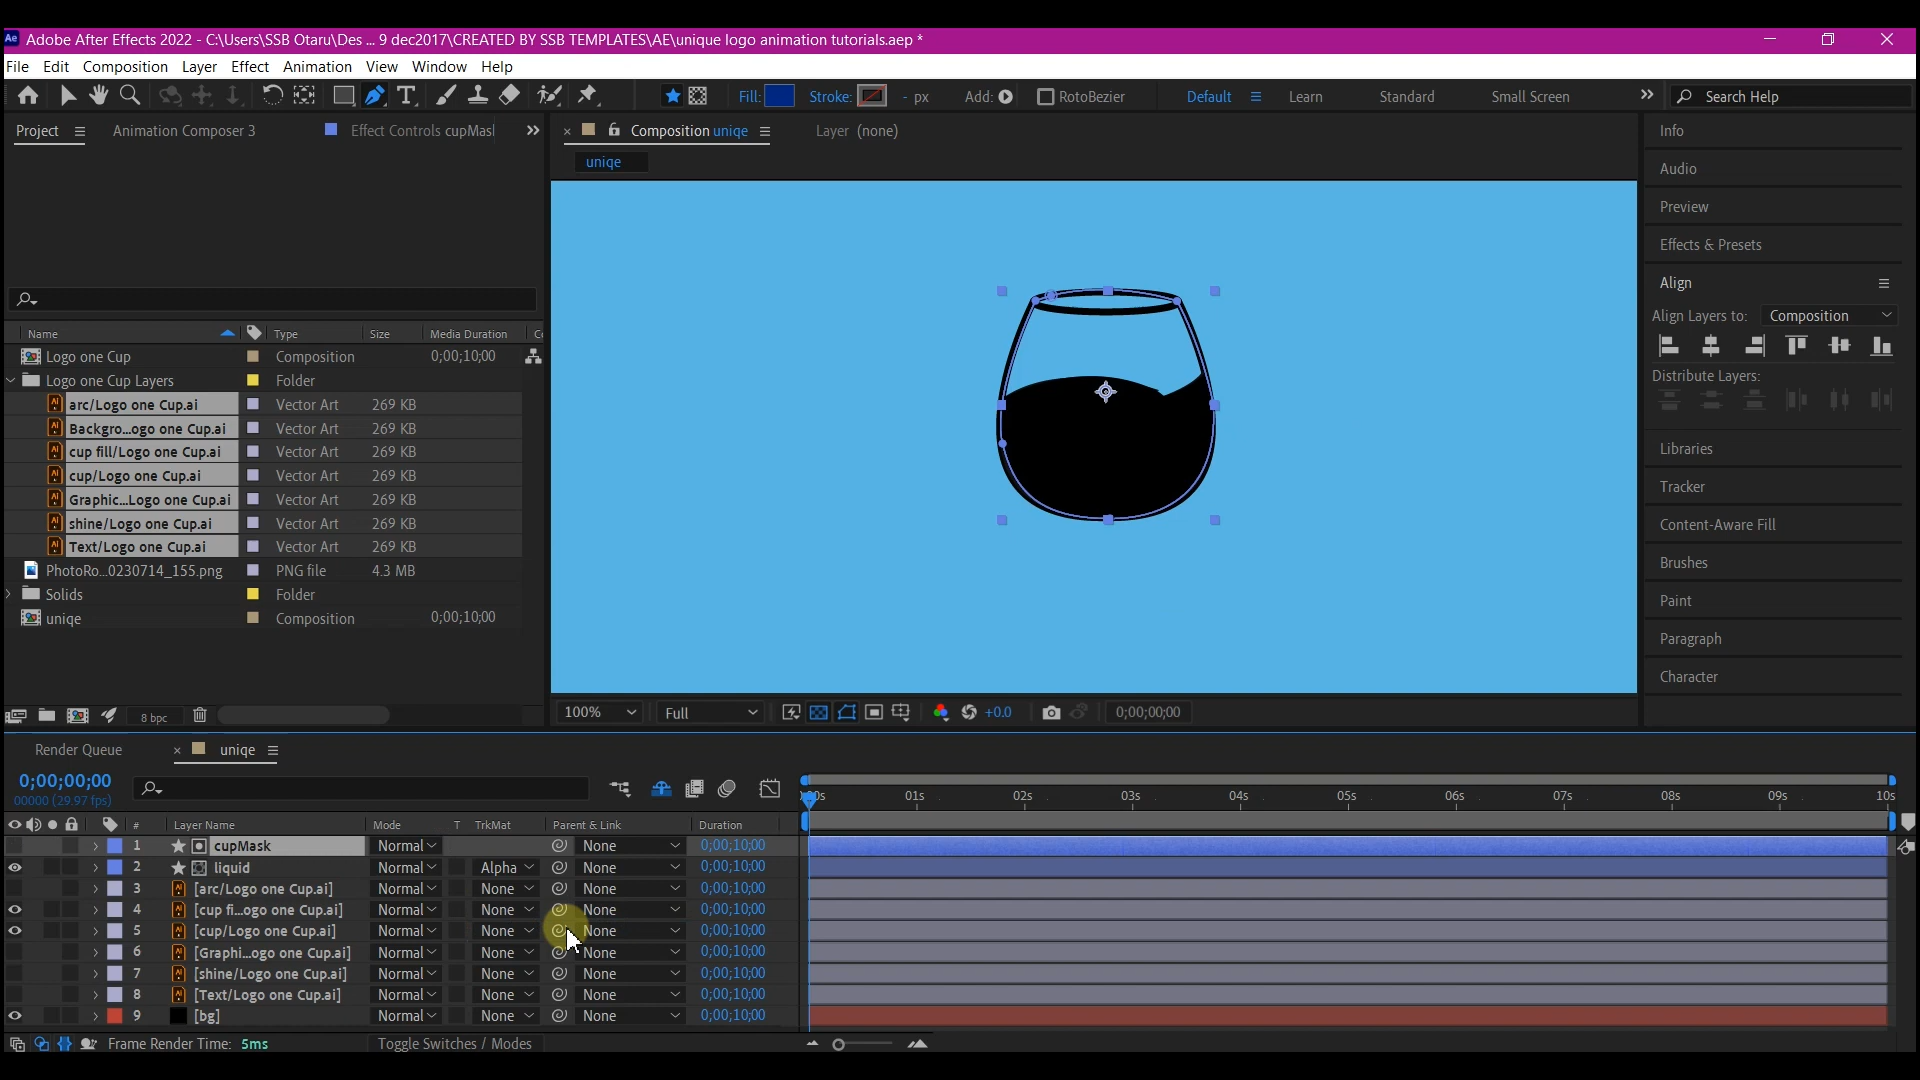 Ae Adobe After Effects 2022 - C:\Users\SSB Otaru\Des ... 9 dec2017\CREATED BY SSB TEMPLATES\AE\unique logo animation tutorials.aep *
File Edit Composition Layer Effect Animation View Window Help
Fill: Stroke: - px Add: RotoBezier Default Learn Standard Small Screen Search Help
Project Animation Composer 3 Effect Controls cupMasl
Composition uniqe Layer (none)
uniqe
Name Type Size Media Duration
Logo one Cup Composition 0;00;10;00
Logo one Cup Layers Folder
arc/Logo one Cup.ai Vector Art 269 KB
Backgro...ogo one Cup.ai Vector Art 269 KB
cup fill/Logo one Cup.ai Vector Art 269 KB
cup/Logo one Cup.ai Vector Art 269 KB
Graphic...Logo one Cup.ai Vector Art 269 KB
shine/Logo one Cup.ai Vector Art 269 KB
Text/Logo one Cup.ai Vector Art 269 KB
PhotoRo...0230714_155.png PNG file 4.3 MB
Solids Folder
uniqe Composition 0;00;10;00
8 bpc
100% Full +0.0 0;00;00;00
Info
Audio
Preview
Effects & Presets
Align
Align Layers to: Composition
Distribute Layers:
Libraries
Tracker
Content-Aware Fill
Brushes
Paint
Paragraph
Character
Render Queue uniqe
0;00;00;00
00000 (29.97 fps)
01s 02s 03s 04s 05s 06s 07s 08s 09s 10s
# Layer Name Mode T TrkMat Parent & Link Duration
1 cupMask Normal None 0;00;10;00
2 liquid Normal Alpha None 0;00;10;00
3 [arc/Logo one Cup.ai] Normal None None 0;00;10;00
4 [cup fi...ogo one Cup.ai] Normal None None 0;00;10;00
5 [cup/Logo one Cup.ai] Normal None None 0;00;10;00
6 [Graphi...ogo one Cup.ai] Normal None None 0;00;10;00
7 [shine/Logo one Cup.ai] Normal None None 0;00;10;00
8 [Text/Logo one Cup.ai] Normal None None 0;00;10;00
9 [bg] Normal None None 0;00;10;00
Frame Render Time: 5ms Toggle Switches / Modes